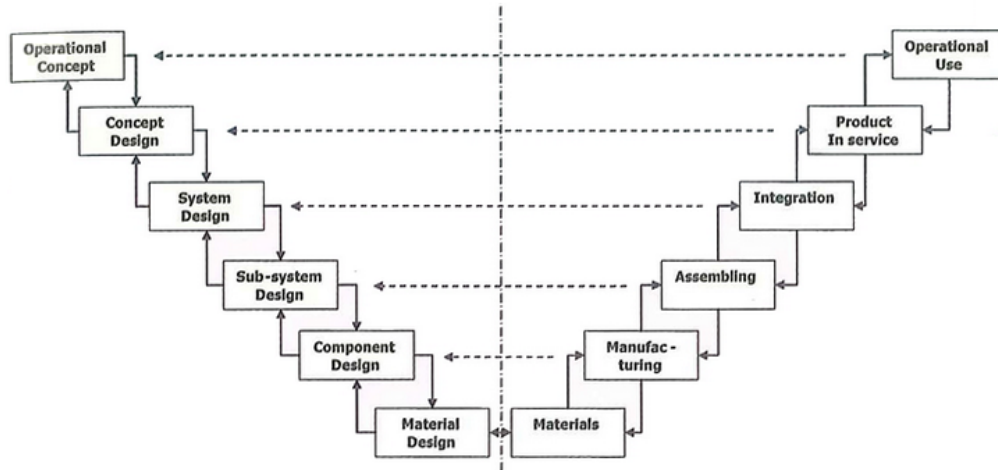 Operational
Concept
Operational
Use
Concept
Design
Product
In service
System
Design
Integration
Sub-system
Design
Assembling
Component
Design
Manufac -
turing
Material
Design
Materials